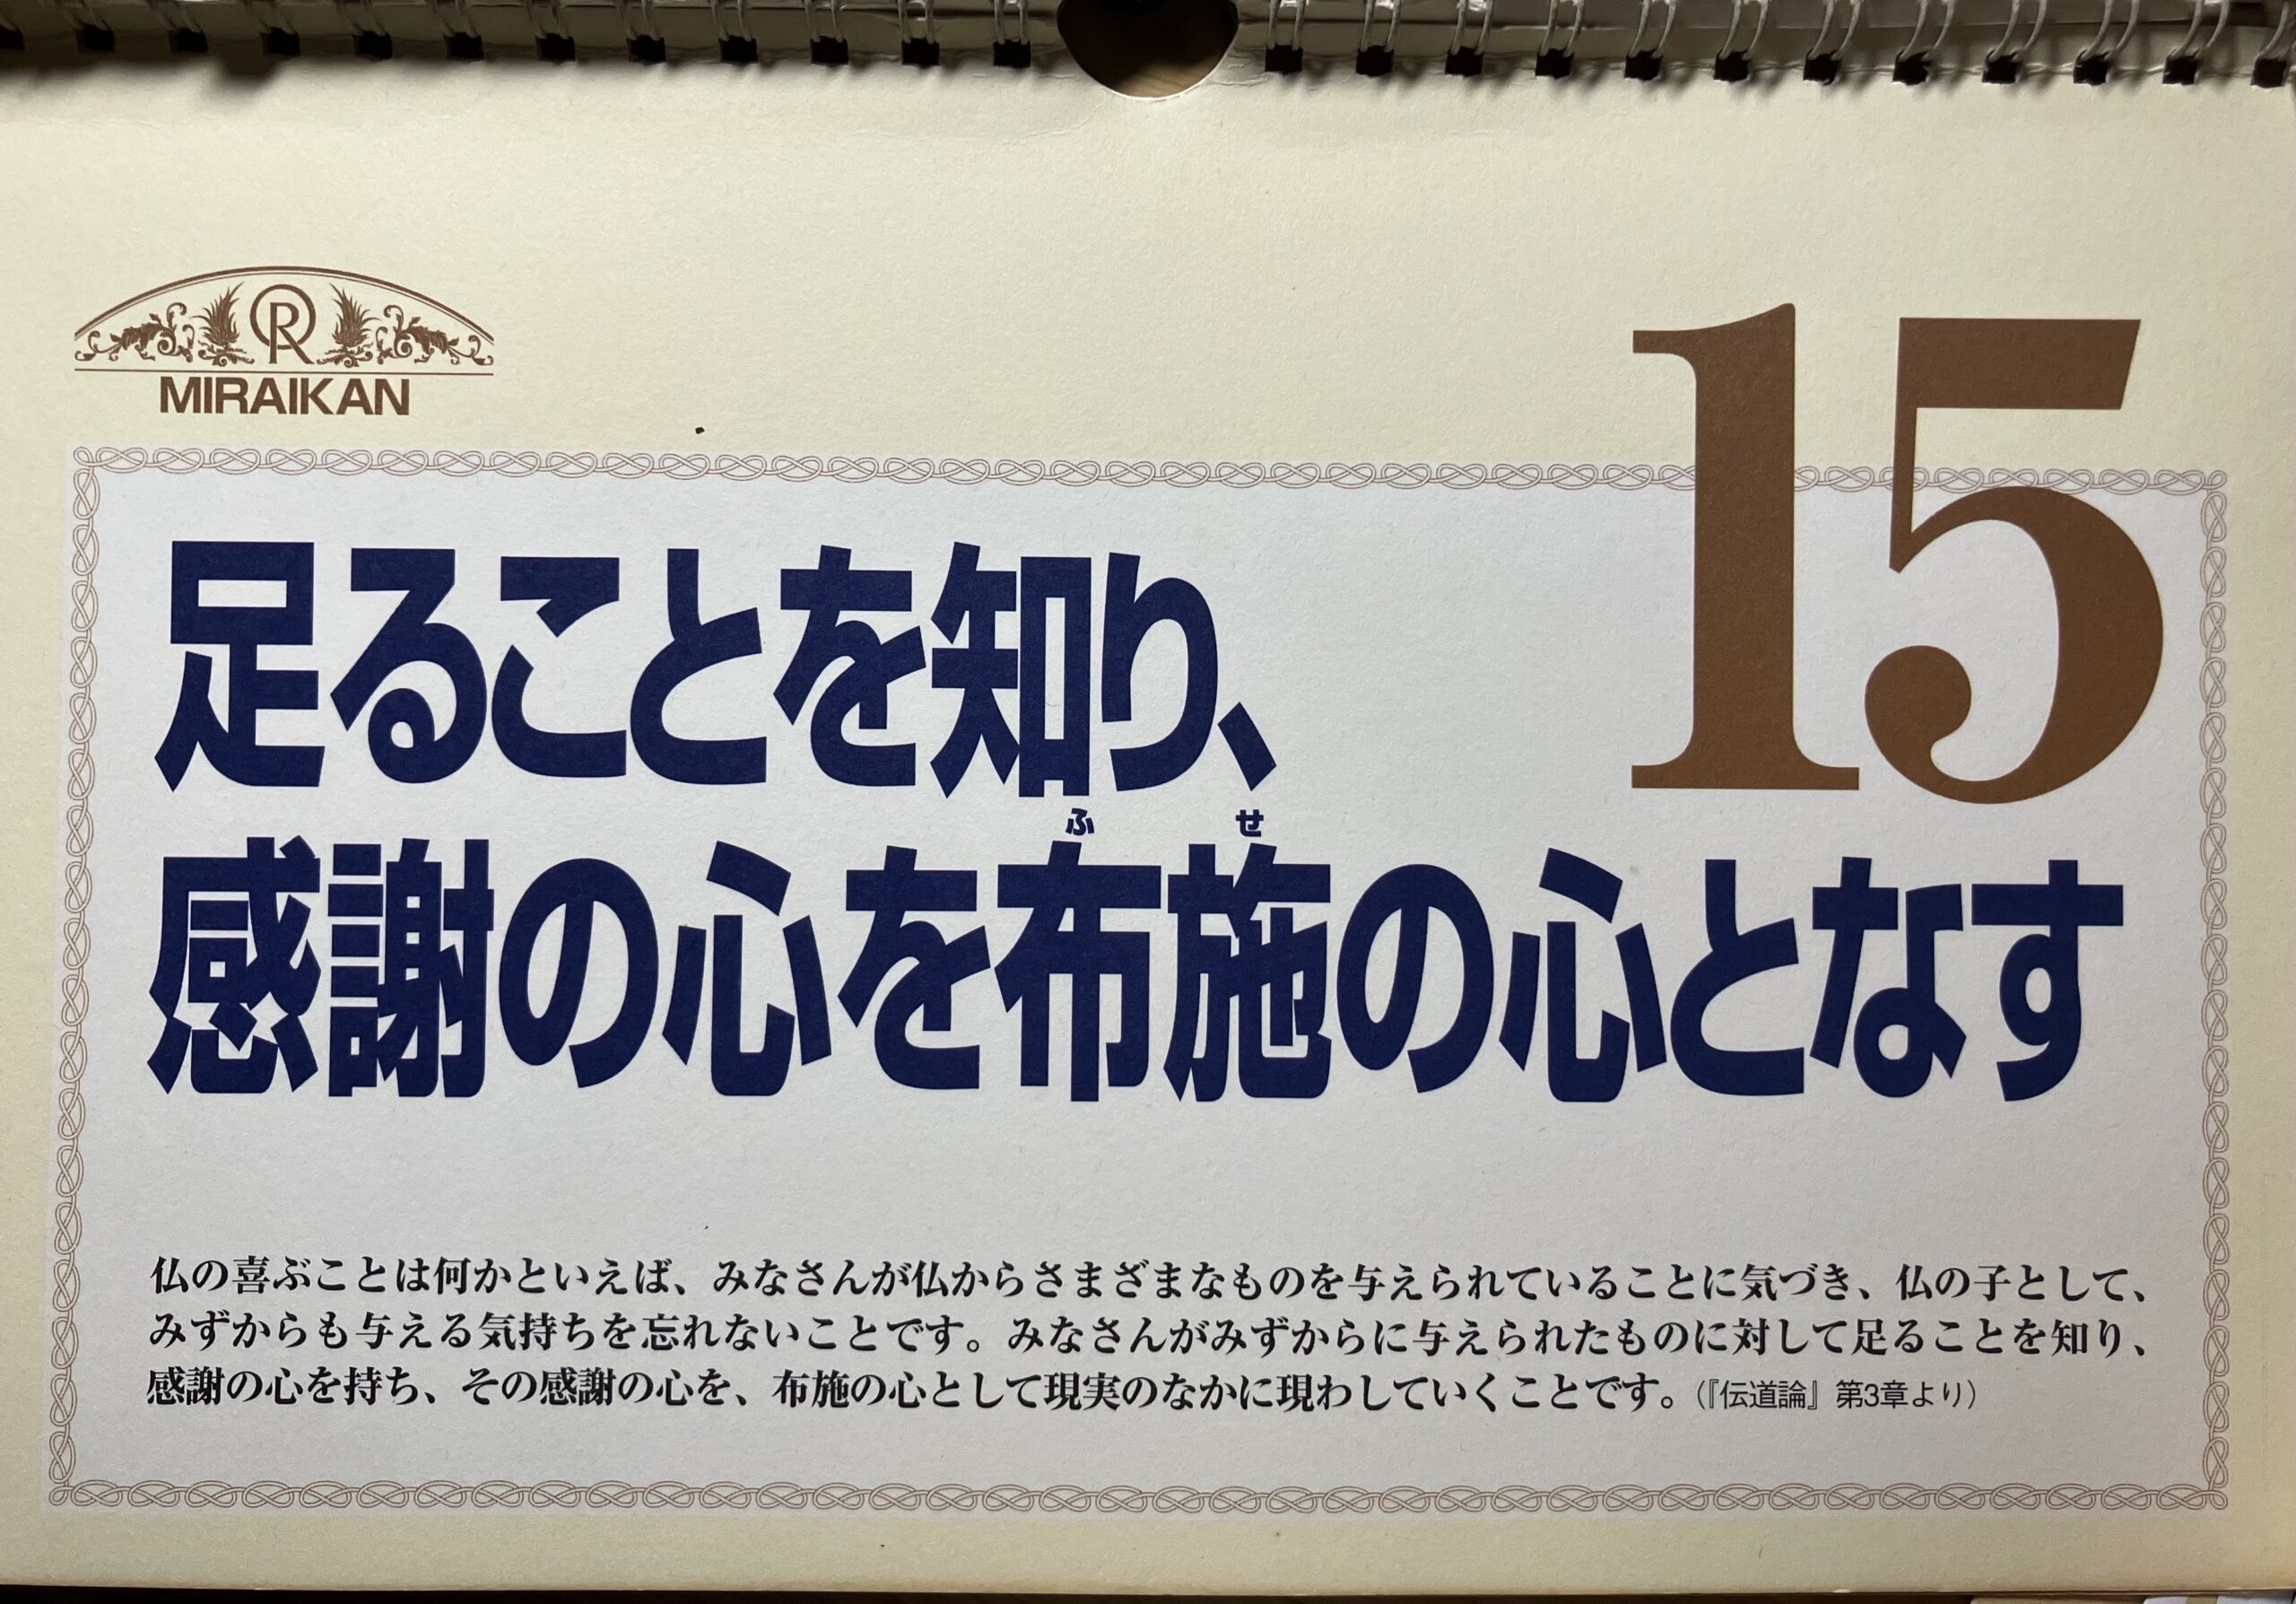 MIRAIKAN
15
足ることを知り、
感謝の心を布施の心となす
ふせ
仏の喜ぶことは何かといえば、みなさんが仏からさまざまなものを与えられていることに気づき、仏の子として、
みずからも与える気持ちを忘れないことです。みなさんがみずからに与えられたものに対して足ることを知り、
感謝の心を持ち、その感謝の心を、布施の心として現実のなかに現わしていくことです。（『伝道論』第3章より）